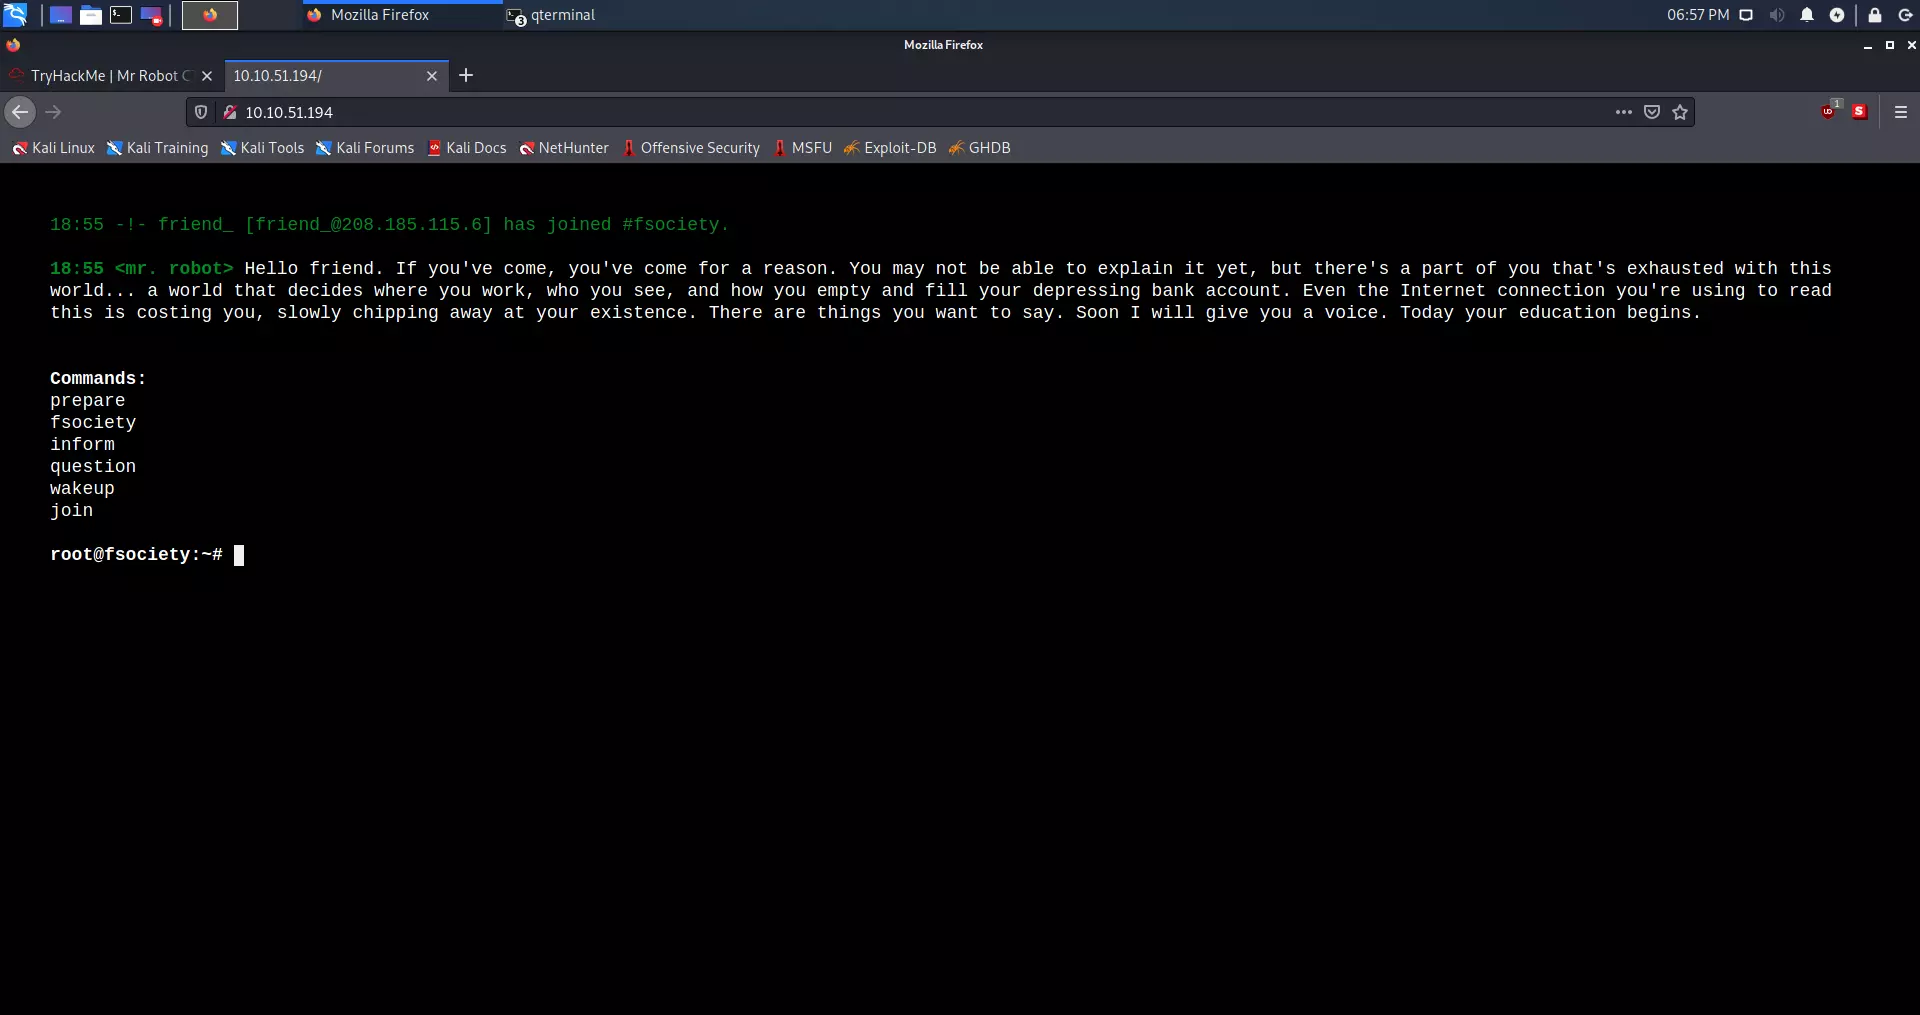 Mozilla Firefox
3 qterminal
06:57 PM
Mozilla Firefox
TryHackMe | Mr Robot C
10.10.51.194/
10.10.51.194
1
Kali Linux
Kali Training
Kali Tools
Kali Forums
Kali Docs
NetHunter
Offensive Security
MSFU
Exploit-DB
GHDB
18:55 -!- friend_ [friend_@208.185.115.6] has joined #fsociety.
18:55 <mr. robot> Hello friend. If you've come, you've come for a reason. You may not be able to explain it yet, but there's a part of you that's exhausted with this
world... a world that decides where you work, who you see, and how you empty and fill your depressing bank account. Even the Internet connection you're using to read
this is costing you, slowly chipping away at your existence. There are things you want to say. Soon I will give you a voice. Today your education begins.
Commands:
prepare
fsociety
inform
question
wakeup
join
root@fsociety:~#